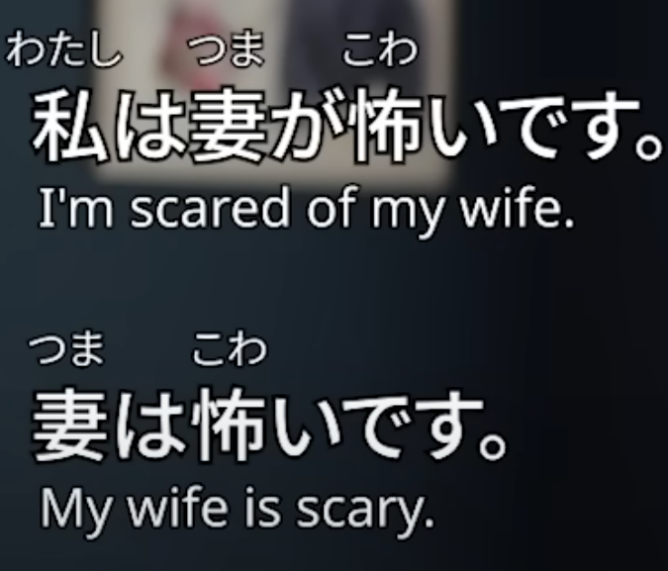 わたし つま こわ
私は妻が怖いです。
I'm scared of my wife.
つま こわ
妻は怖いです。
My wife is scary.